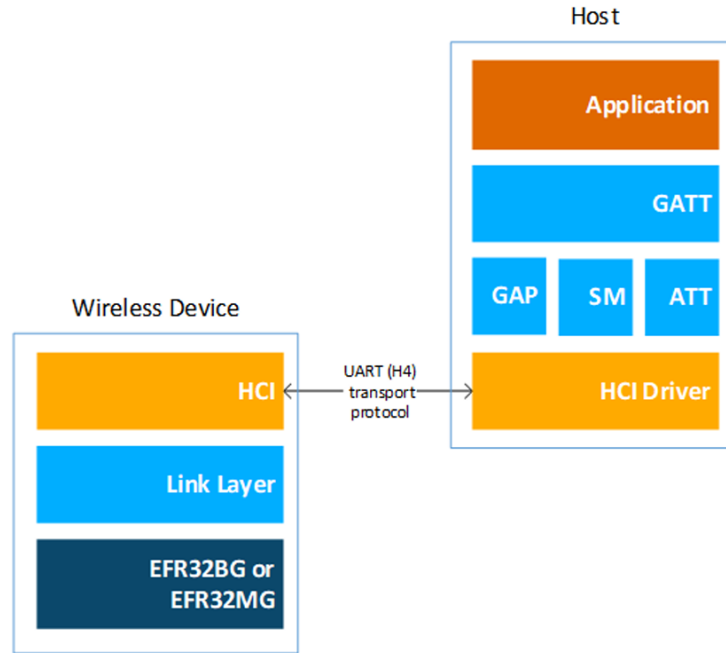 Host
Application
GATT
GAP
SM
ATT
HCI Driver
Wireless Device
HCI
UART (H4)
transport
protocol
Link Layer
EFR32BG or
EFR32MG